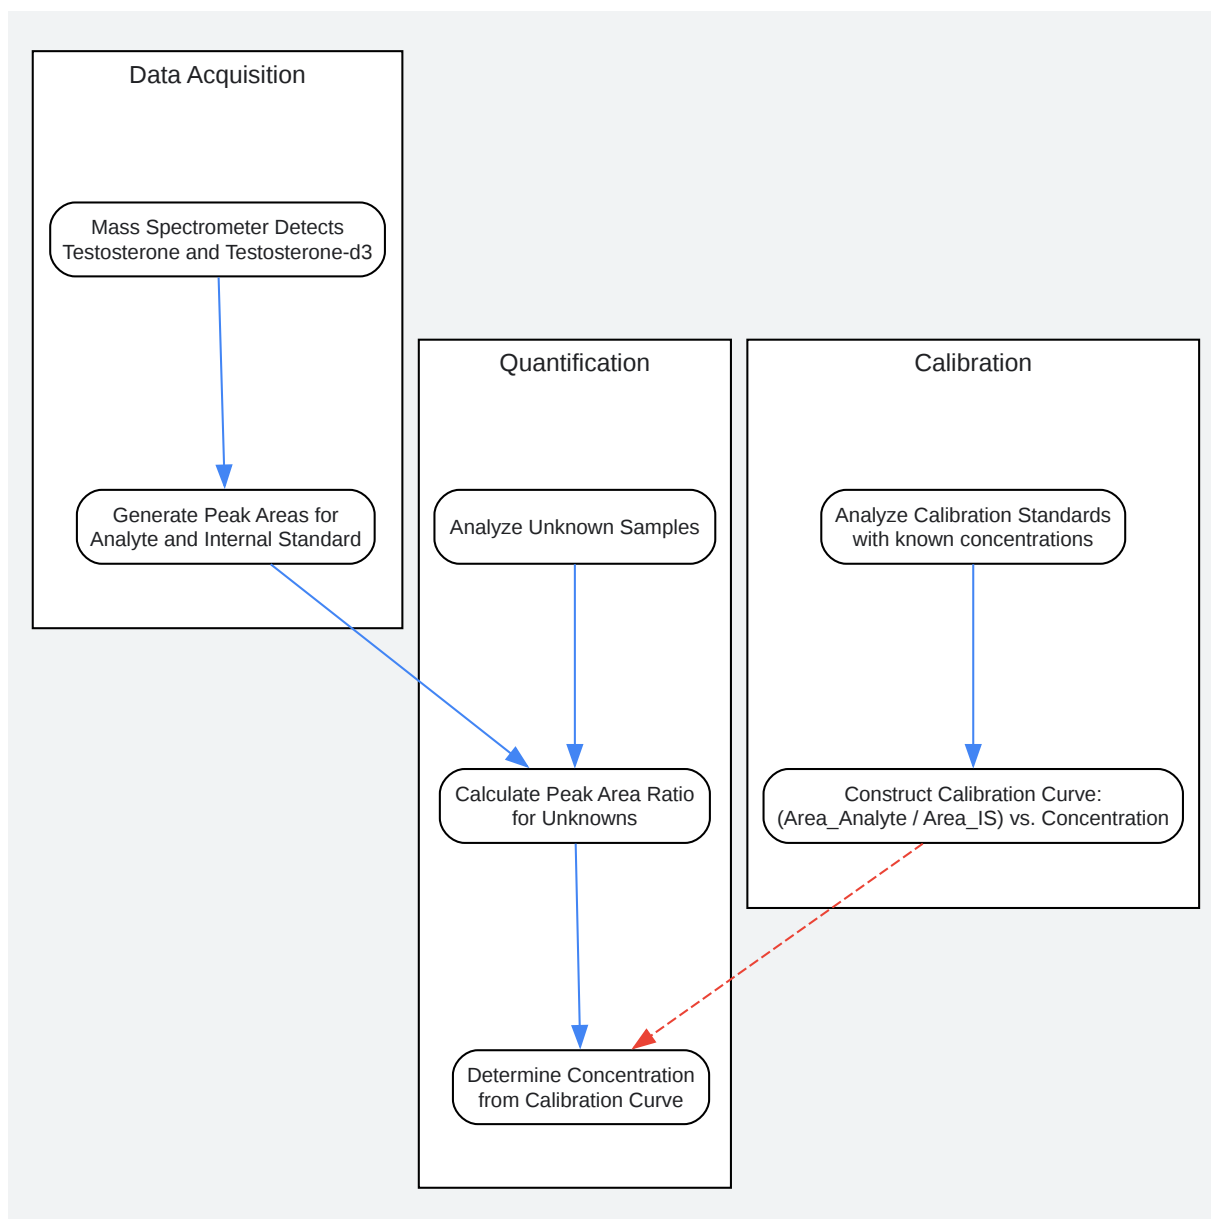 Data Acquisition
Mass Spectrometer Detects
Testosterone and Testosterone-d3
Generate Peak Areas for
Analyte and Internal Standard
Quantification
Analyze Unknown Samples
Calculate Peak Area Ratio
for Unknowns
Determine Concentration
from Calibration Curve
Calibration
Analyze Calibration Standards
with known concentrations
Construct Calibration Curve:
(Area_Analyte / Area_IS) vs. Concentration